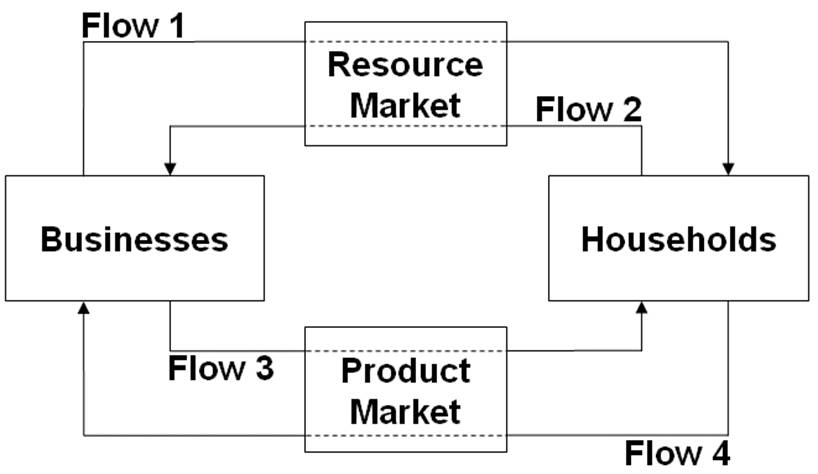 Flow 1
Resource
Market
Flow 2
Businesses
Households
Flow 3
Product
Market
Flow 4